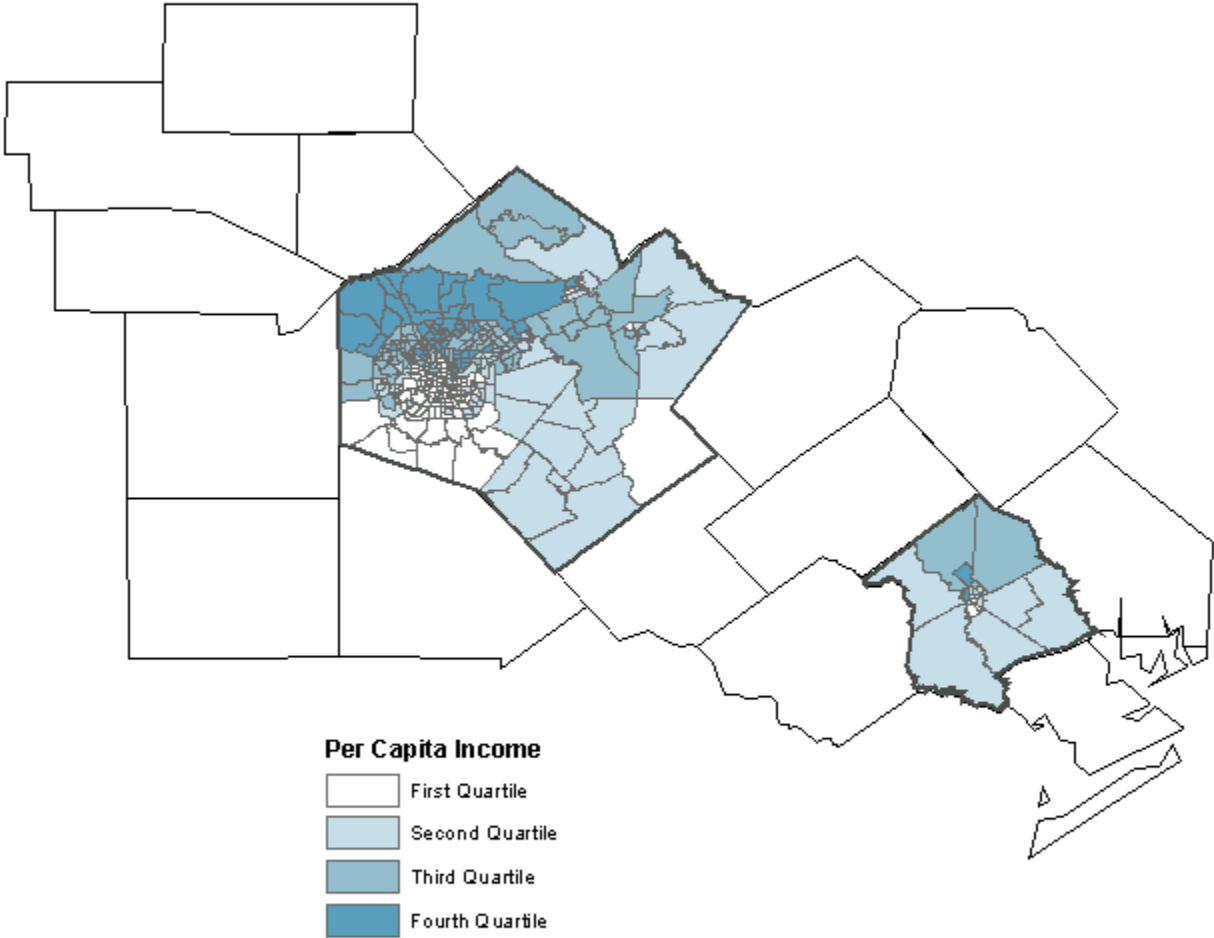 Per Capita Income
First Quartile
Second Quartile
Third Quartile
Fourth Quartile